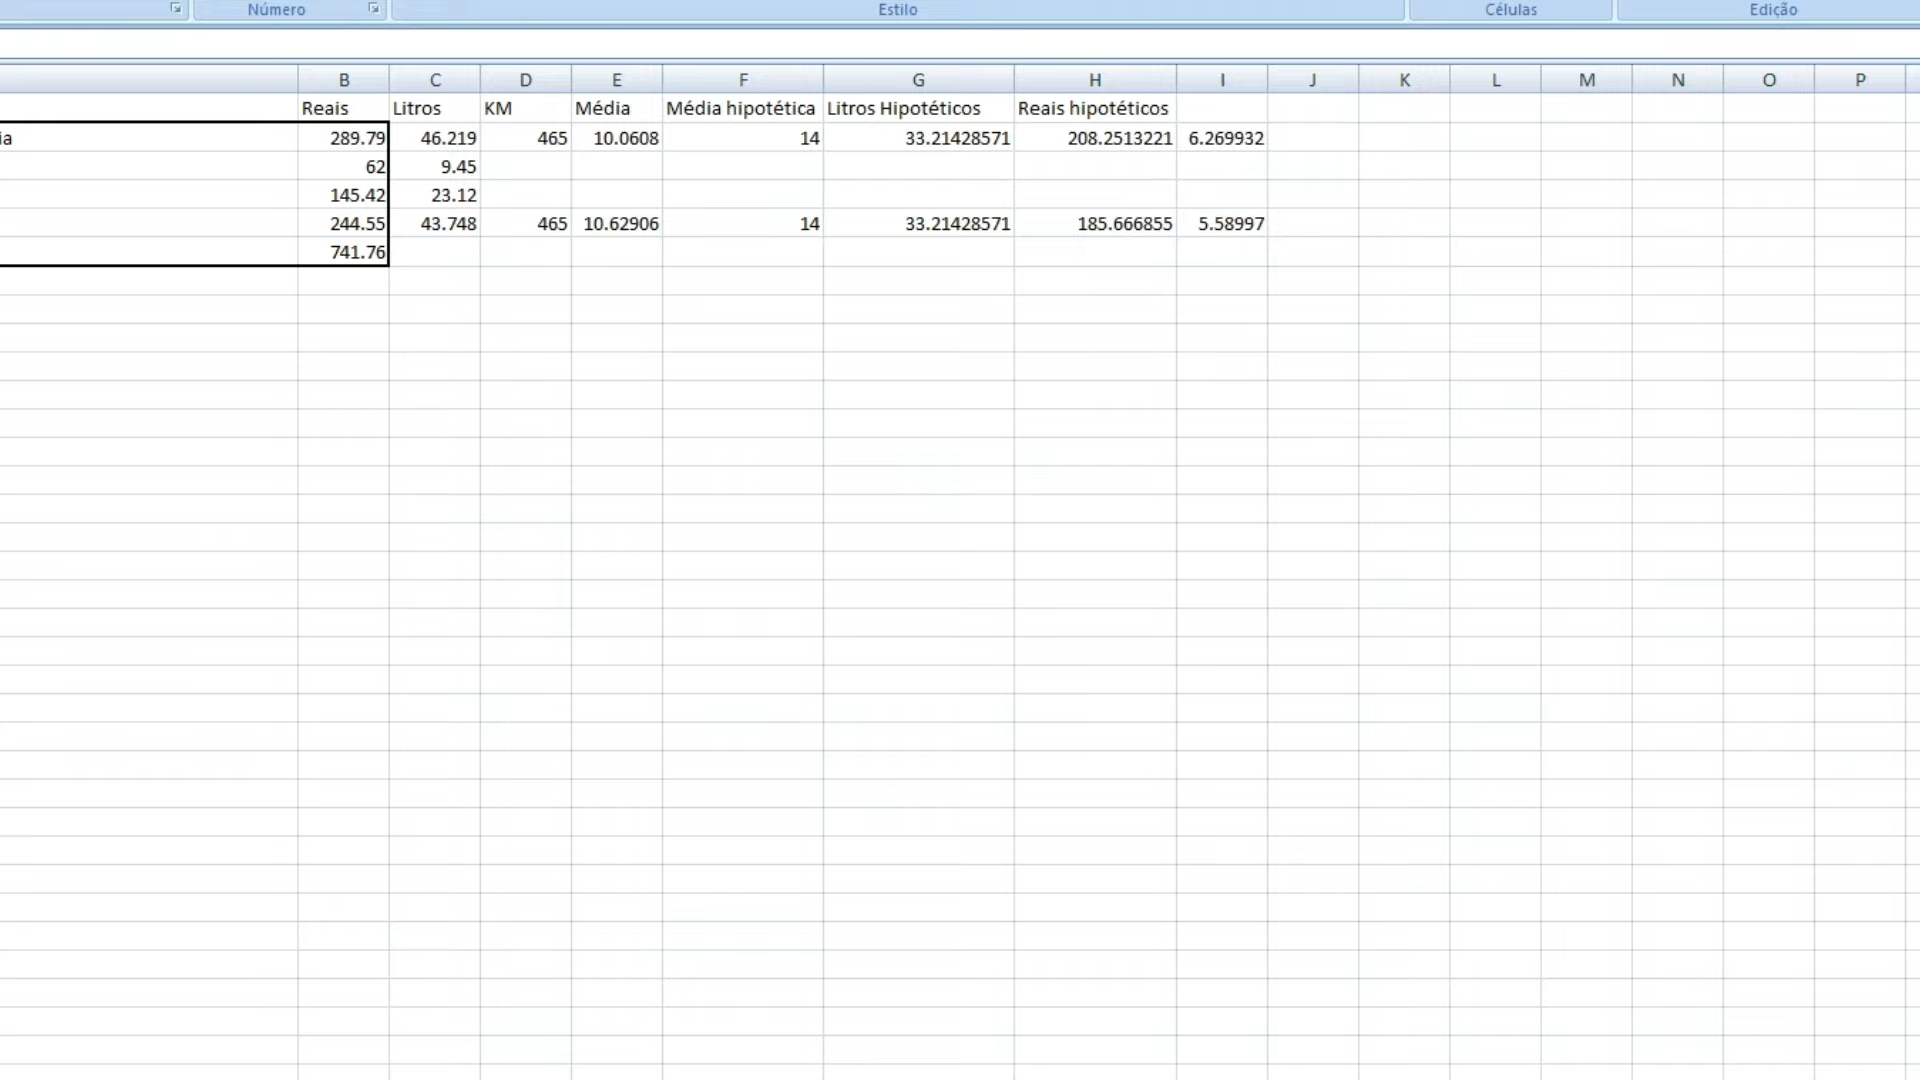 Número Estilo Células Edição
B C D E F G H I J K L M N O P
Reais Litros KM Média Média hipotética Litros Hipotéticos Reais hipotéticos
ia 289.79 46.219 465 10.0608 14 33.21428571 208.2513221 6.269932
62 9.45
145.42 23.12
244.55 43.748 465 10.62906 14 33.21428571 185.666855 5.58997
741.76